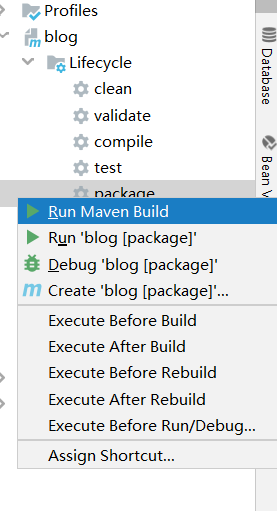 Profiles
blog
Lifecycle
clean
validate
compile
test
package
Run Maven Build
Run 'blog [package]'
Debug 'blog [package]'
Create 'blog [package]'...
Execute Before Build
Execute After Build
Execute Before Rebuild
Execute After Rebuild
Execute Before Run/Debug...
Assign Shortcut...
Database
Bean